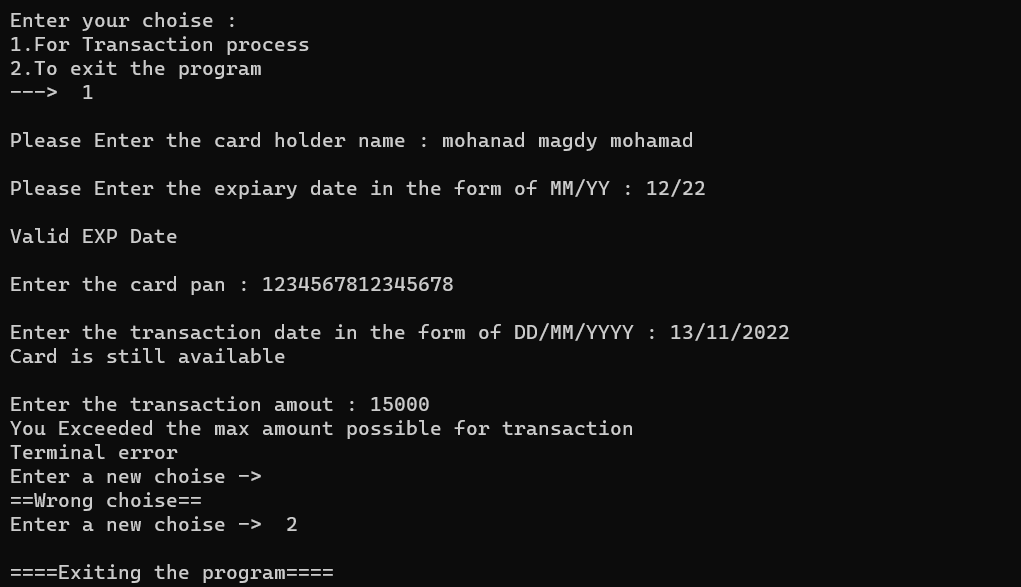 Enter your choise :
1.For Transaction process
2.To exit the program
--->  1
Please Enter the card holder name : mohanad magdy mohamad
Please Enter the expiary date in the form of MM/YY : 12/22
Valid EXP Date
Enter the card pan : 1234567812345678
Enter the transaction date in the form of DD/MM/YYYY : 13/11/2022
Card is still available
Enter the transaction amout : 15000
You Exceeded the max amount possible for transaction
Terminal error
Enter a new choise ->
==Wrong choise==
Enter a new choise ->  2
====Exiting the program====